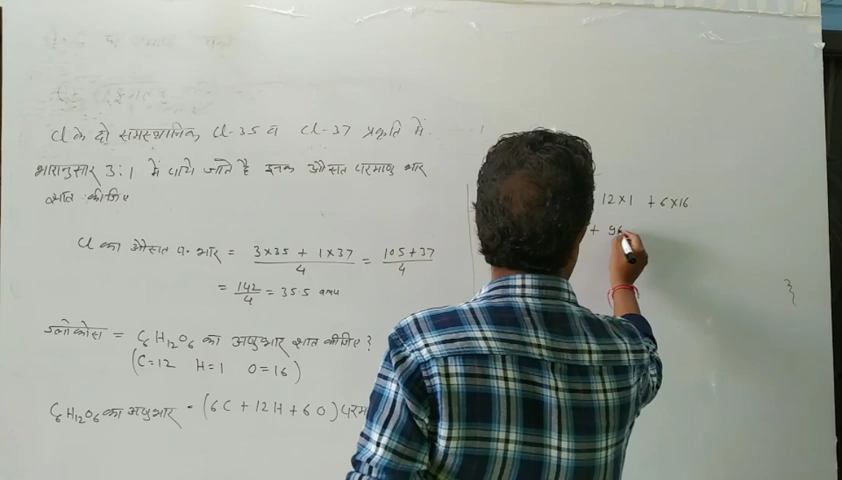 Cl के दो समस्थानिक Cl-35 व Cl-37 प्रकृति में
भारानुसार 3:1 में पाये जाते है इनका औसत परमाणु भार
ज्ञात कीजिए
Cl का औसत प. भार = 3×35 + 1×37 / 4 = 105+37 / 4
= 142 / 4 = 35.5 amu
ग्लोकोस = C6H12O6 का अणुभार ज्ञात कीजिए?
(C=12 H=1 O=16)
C6H12O6 का अणुभार = (6C + 12H + 6O) परमा
12×1 + 6×16
+ 96